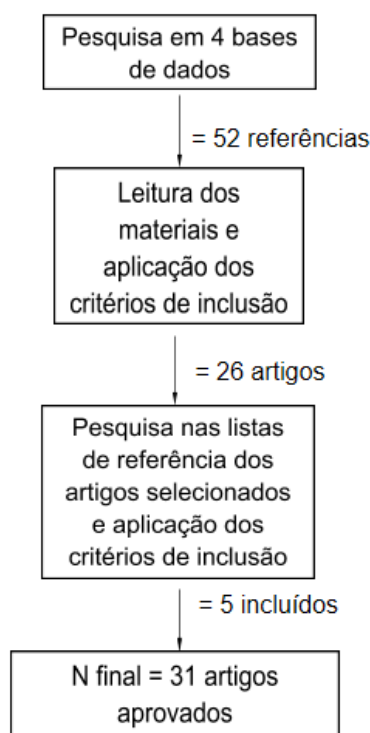 Pesquisa em 4 bases
de dados
= 52 referências
Leitura dos
materiais e
aplicação dos
critérios de inclusão
= 26 artigos
Pesquisa nas listas
de referência dos
artigos selecionados
e aplicação dos
critérios de inclusão
= 5 incluídos
N final = 31 artigos
aprovados